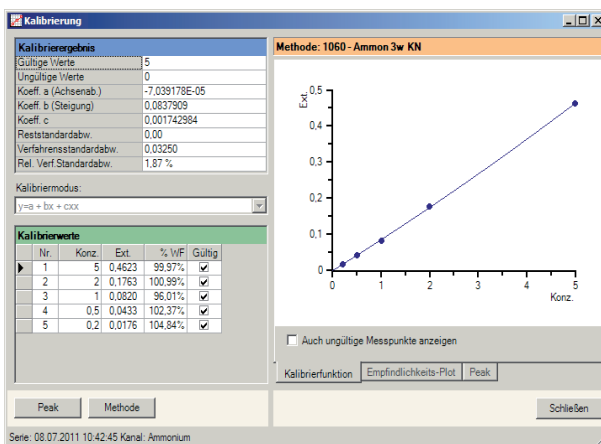 Kalibrierung
Kalibrierergebnis
Gültige Werte 5
Ungültige Werte 0
Koeff. a (Achsenab.) -7,039178E-05
Koeff. b (Steigung) 0,0837909
Koeff. c 0,001742984
Reststandardabw. 0,00
Verfahrensstandardabw. 0,03250
Rel. Verf.Standardabw. 1,87 %
Kalibriermodus:
y=a + bx + cxx
Kalibrierwerte
Nr. Konz. Ext. % WF Gültig
1 5 0,4623 99,97%
2 2 0,1763 100,99%
3 1 0,0820 96,01%
4 0,5 0,0433 102,37%
5 0,2 0,0176 104,84%
Peak Methode
Methode: 1060 - Ammon 3w KN
Ext.
0,5
0,4
0,3
0,2
0,1
0
0 1 2 3 4 5
Konz.
Auch ungültige Messpunkte anzeigen
Kalibrierfunktion Empfindlichkeits-Plot Peak
Schließen
Serie: 08.07.2011 10:42:45 Kanal: Ammonium